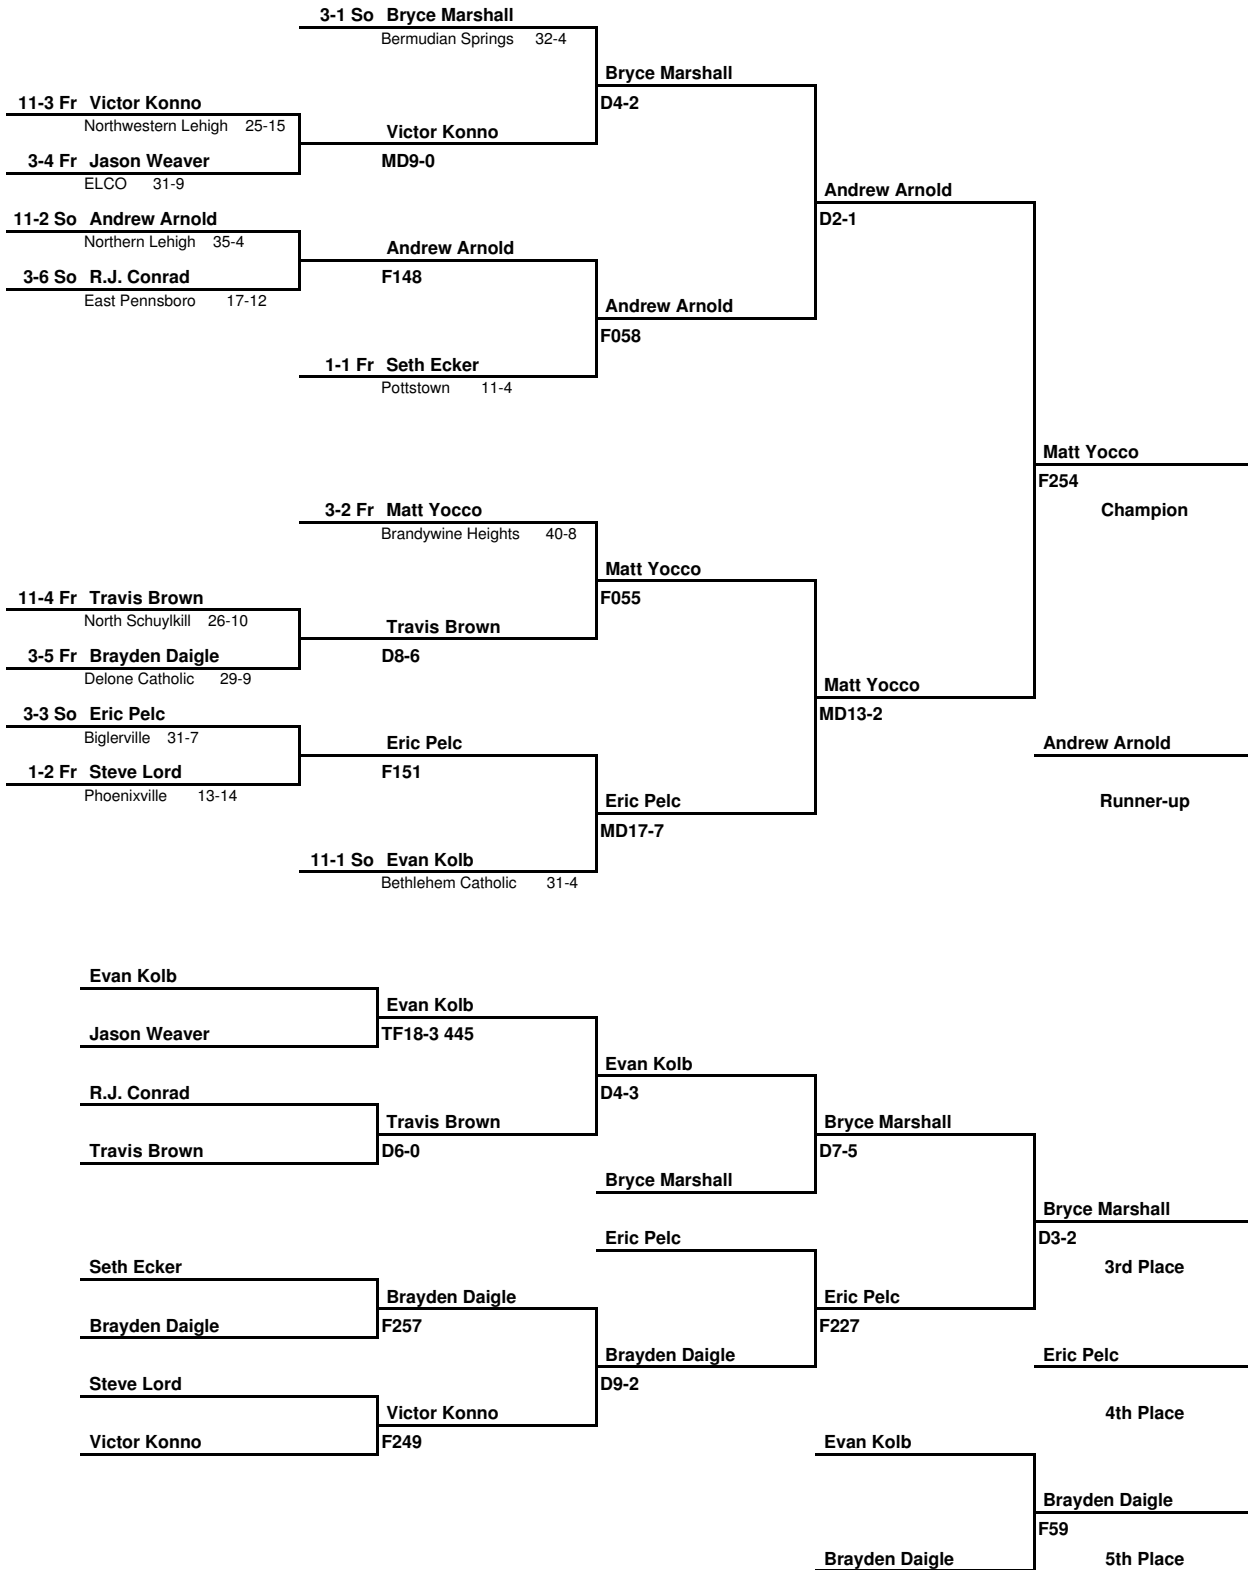 3-1 So Bryce Marshall
Bermudian Springs 32-4
Bryce Marshall
11-3 Fr Victor Konno
D4-2
Northwestern Lehigh 25-15
Victor Konno
3-4 Fr Jason Weaver
MD9-0
ELCO 31-9
Andrew Arnold
11-2 So Andrew Arnold
D2-1
Northern Lehigh 35-4
Andrew Arnold
3-6 So R.J. Conrad
F148
East Pennsboro 17-12
Andrew Arnold
F058
1-1 Fr Seth Ecker
Pottstown 11-4
Matt Yocco
F254
3-2 Fr Matt Yocco
Champion
Brandywine Heights 40-8
Matt Yocco
11-4 Fr Travis Brown
F055
North Schuylkill 26-10
Travis Brown
3-5 Fr Brayden Daigle
D8-6
Delone Catholic 29-9
Matt Yocco
3-3 So Eric Pelc
MD13-2
Biglerville 31-7
Eric Pelc
Andrew Arnold
1-2 Fr Steve Lord
F151
Phoenixville 13-14
Eric Pelc
Runner-up
MD17-7
11-1 So Evan Kolb
Bethlehem Catholic 31-4
Evan Kolb
Evan Kolb
Jason Weaver
TF18-3 445
Evan Kolb
R.J. Conrad
D4-3
Travis Brown
Bryce Marshall
Travis Brown
D6-0
D7-5
Bryce Marshall
Bryce Marshall
Eric Pelc
D3-2
Seth Ecker
3rd Place
Brayden Daigle
Eric Pelc
Brayden Daigle
F257
F227
Brayden Daigle
Eric Pelc
Steve Lord
D9-2
Victor Konno
4th Place
Victor Konno
F249
Evan Kolb
Brayden Daigle
F59
Brayden Daigle
5th Place